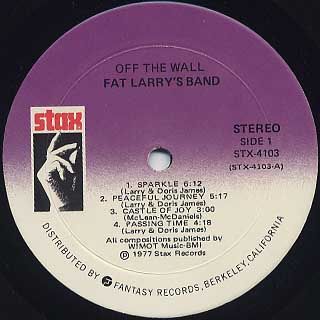 OFF THE WALL
FAT LARRY'S BAND
stax
STEREO
SIDE 1
STX-4103
(STX-4103-A)
1. SPARKLE 6:12
(Larry & Doris James)
2. PEACEFUL JOURNEY 5:17
(Larry & Doris James)
3. CASTLE OF JOY 3:00
(McLean-McDaniels)
4. PASSING TIME 4:18
(Larry & Doris James)
All compositions published by
WIMOT Music-BMI
℗ 1977 Stax Records
DISTRIBUTED BY FANTASY RECORDS, BERKELEY, CALIFORNIA